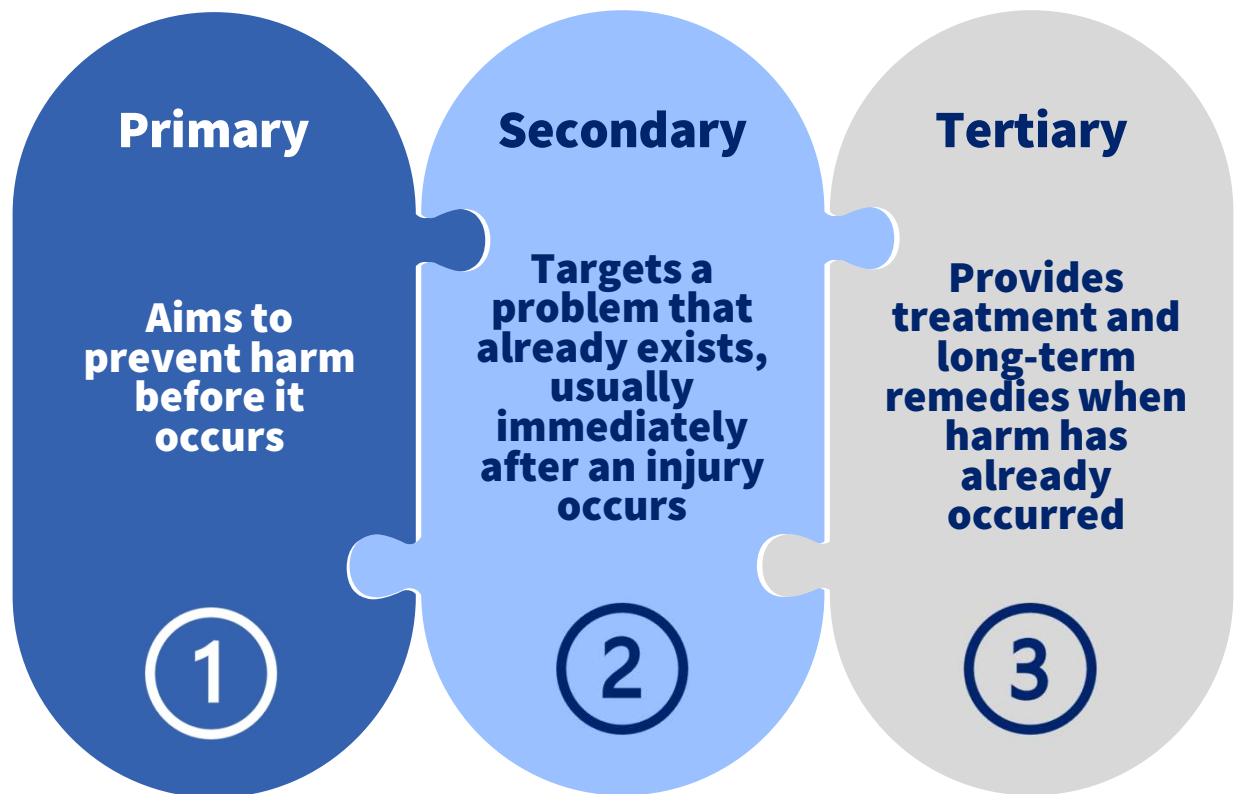 Primary
Aims to
prevent harm
before it
occurs
1
Secondary
Targets a
problem that
already exists,
usually
immediately
after an injury
occurs
2
Tertiary
Provides
treatment and
long-term
remedies when
harm has
already
occurred
3